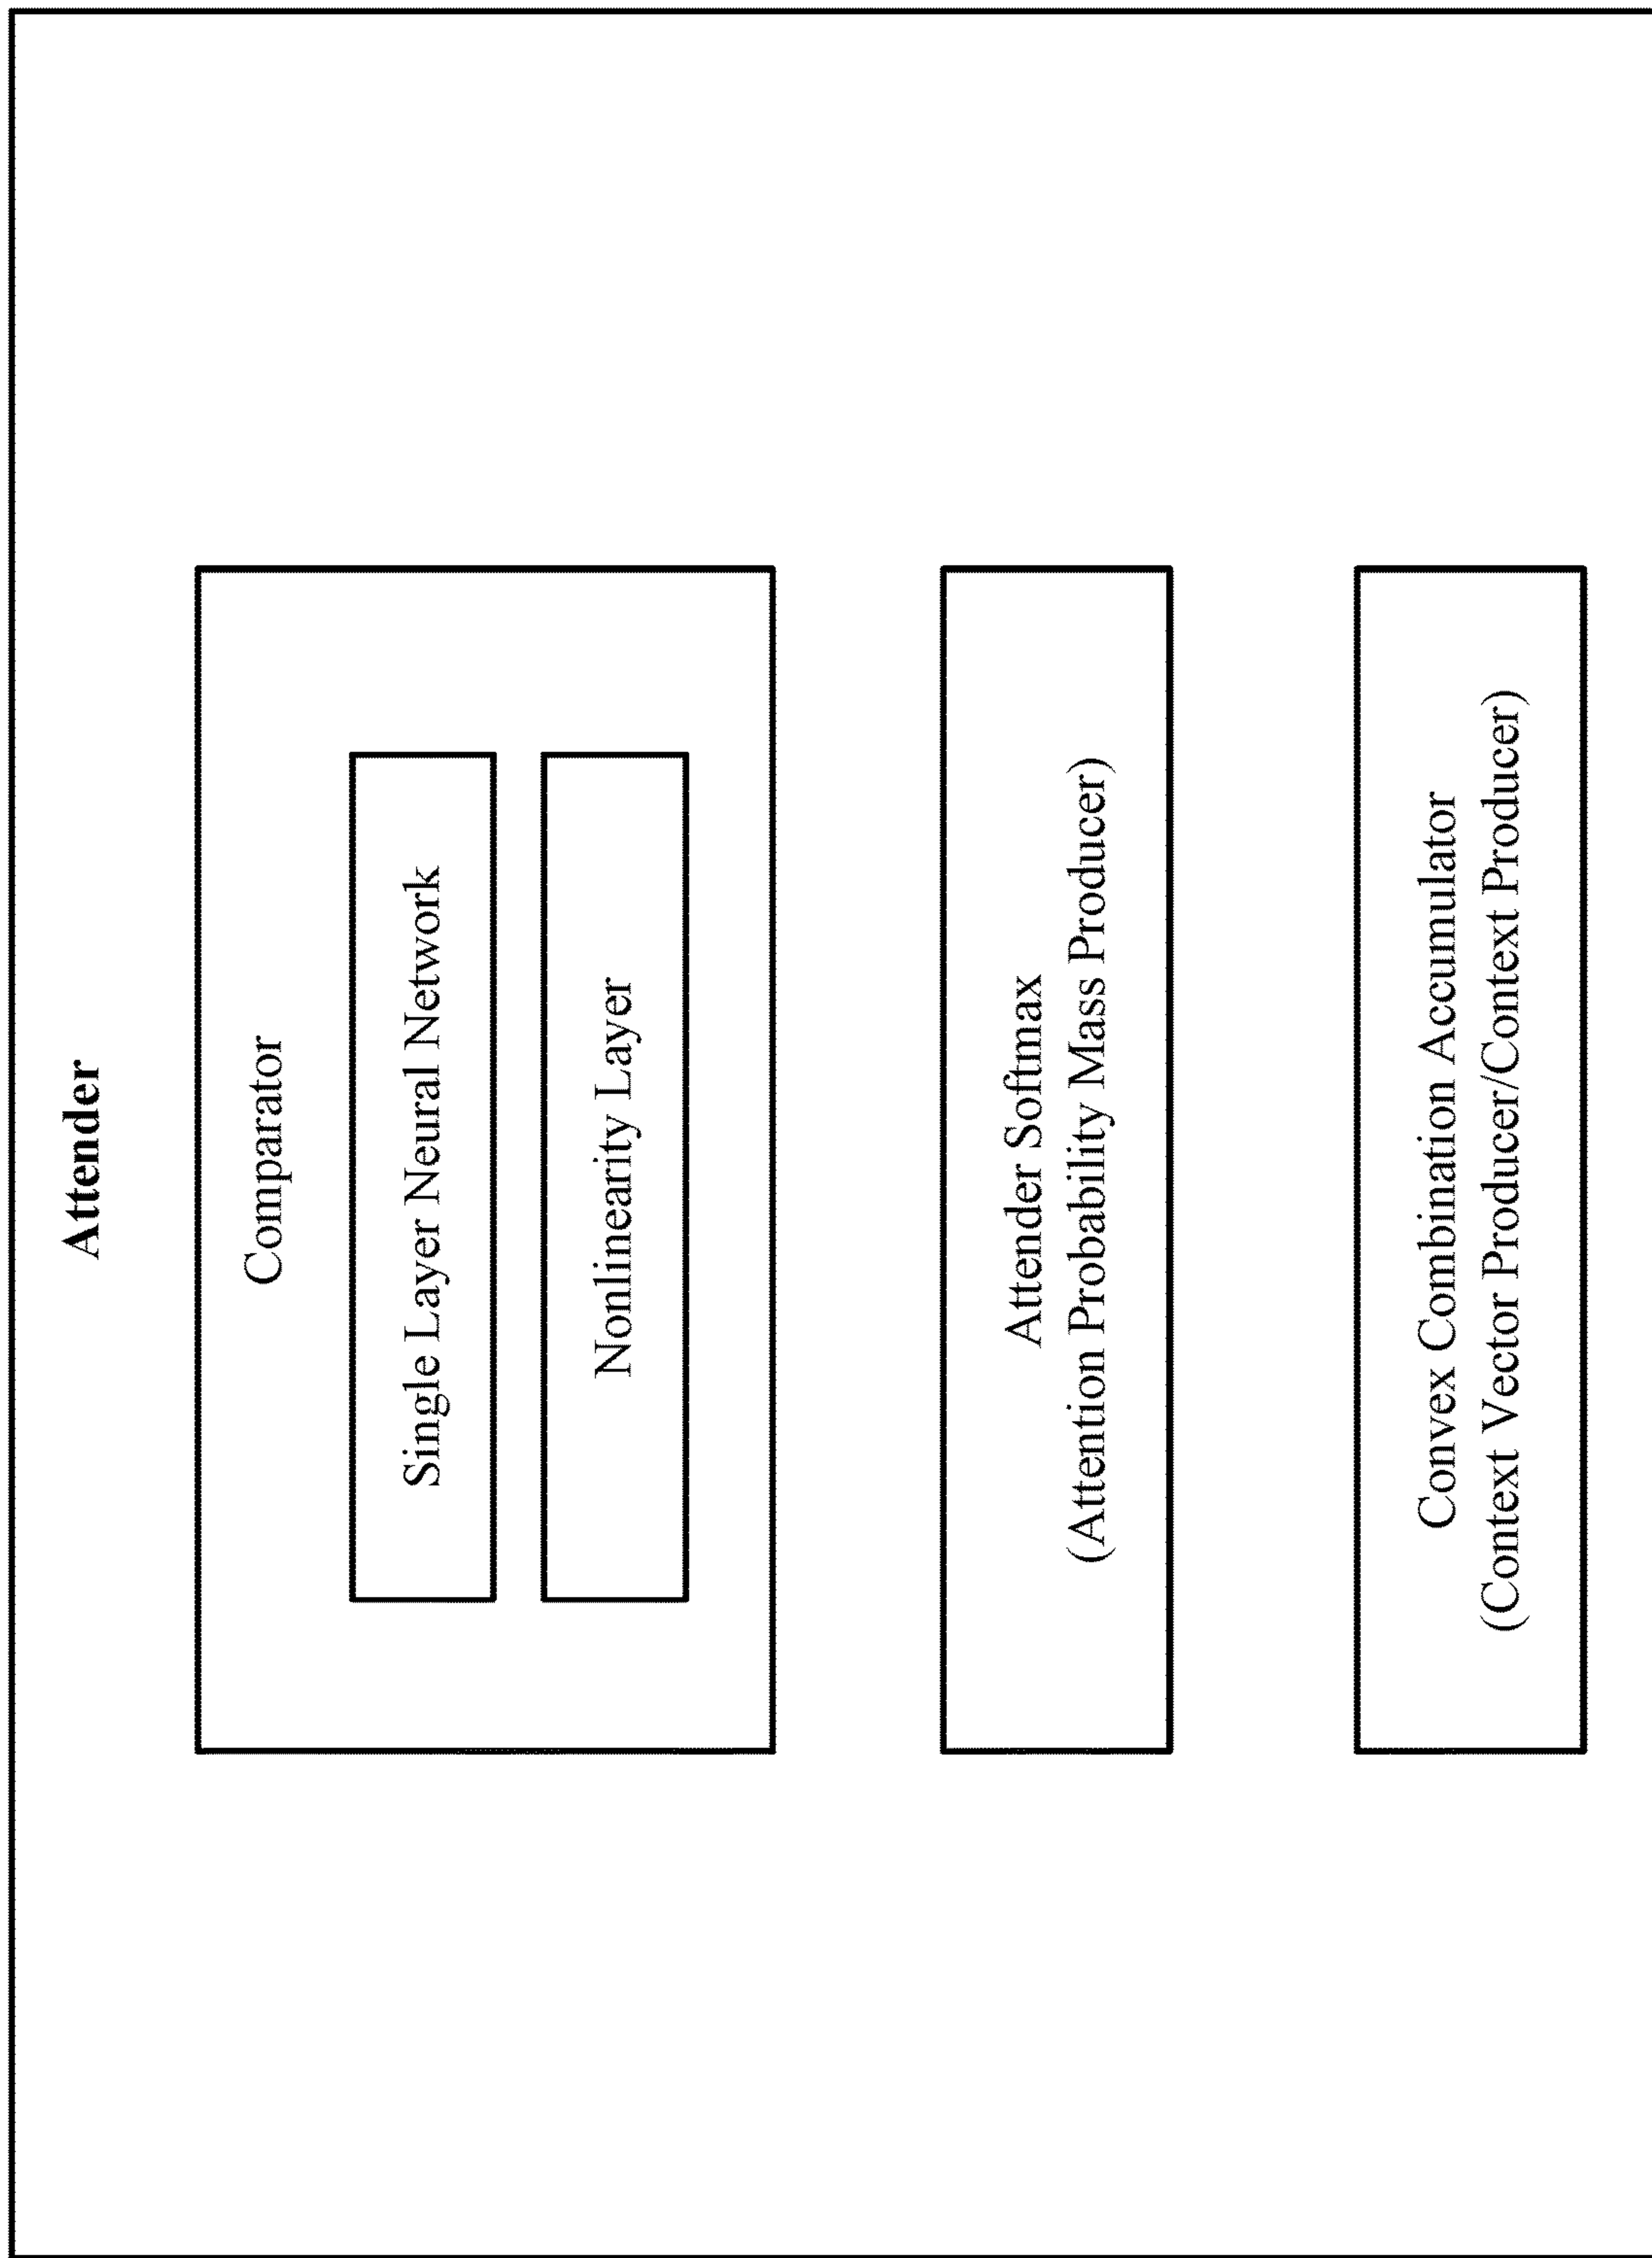 Attender
Comparator
Single Layer Neural Network
Nonlinearity Layer
Attender Softmax
(Attention Probability Mass Producer)
Convex Combination Accumulator
(Context Vector Producer/Context Producer)